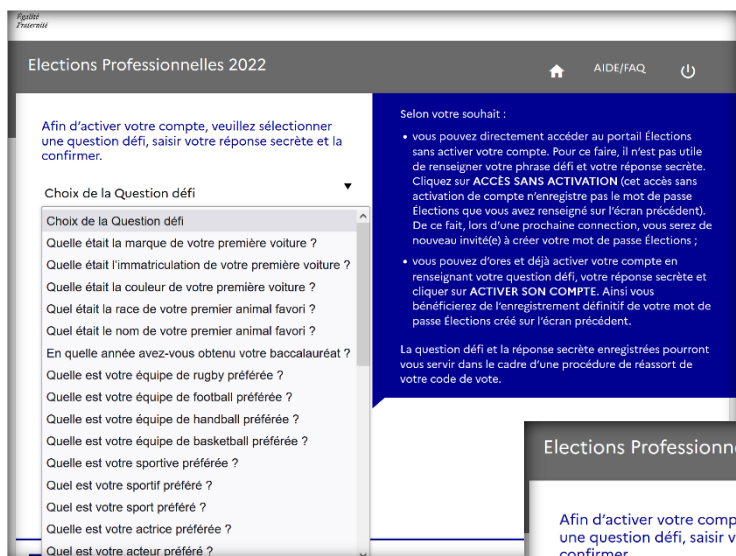 Égalité
Fraternité
Elections Professionnelles 2022
AIDE/FAQ
Afin d'activer votre compte, veuillez sélectionner
une question défi, saisir votre réponse secrète et la
confirmer.
Choix de la Question défi
Choix de la Question défi
Quelle était la marque de votre première voiture ?
Quelle était l'immatriculation de votre première voiture ?
Quelle était la couleur de votre première voiture ?
Quel était la race de votre premier animal favori ?
Quel était le nom de votre premier animal favori ?
En quelle année avez-vous obtenu votre baccalauréat ?
Quelle est votre équipe de rugby préférée ?
Quelle est votre équipe de football préférée ?
Quelle est votre équipe de handball préférée ?
Quelle est votre équipe de basketball préférée ?
Quelle est votre sportive préférée ?
Quel est votre sportif préféré ?
Quel est votre sport préféré ?
Quelle est votre actrice préférée ?
Quel est votre acteur préféré ?
Selon votre souhait :
• vous pouvez directement accéder au portail Élections
sans activer votre compte. Pour ce faire, il n'est pas utile
de renseigner votre phrase défi et votre réponse secrète.
Cliquez sur ACCÈS SANS ACTIVATION (cet accès sans
activation de compte n'enregistre pas le mot de passe
Élections que vous avez renseigné sur l'écran précédent).
De ce fait, lors d'une prochaine connection, vous serez de
nouveau invité(e) à créer votre mot de passe Élections ;
• vous pouvez d'ores et déjà activer votre compte en
renseignant votre question défi, votre réponse secrète et
cliquer sur ACTIVER SON COMPTE. Ainsi vous
bénéficierez de l'enregistrement définitif de votre mot de
passe Élections créé sur l'écran précédent.
La question défi et la réponse secrète enregistrées pourront
vous servir dans le cadre d'une procédure de réassort de
votre code de vote.
Elections Professionn
Afin d'activer votre comp
une question défi, saisir v
confirmer.